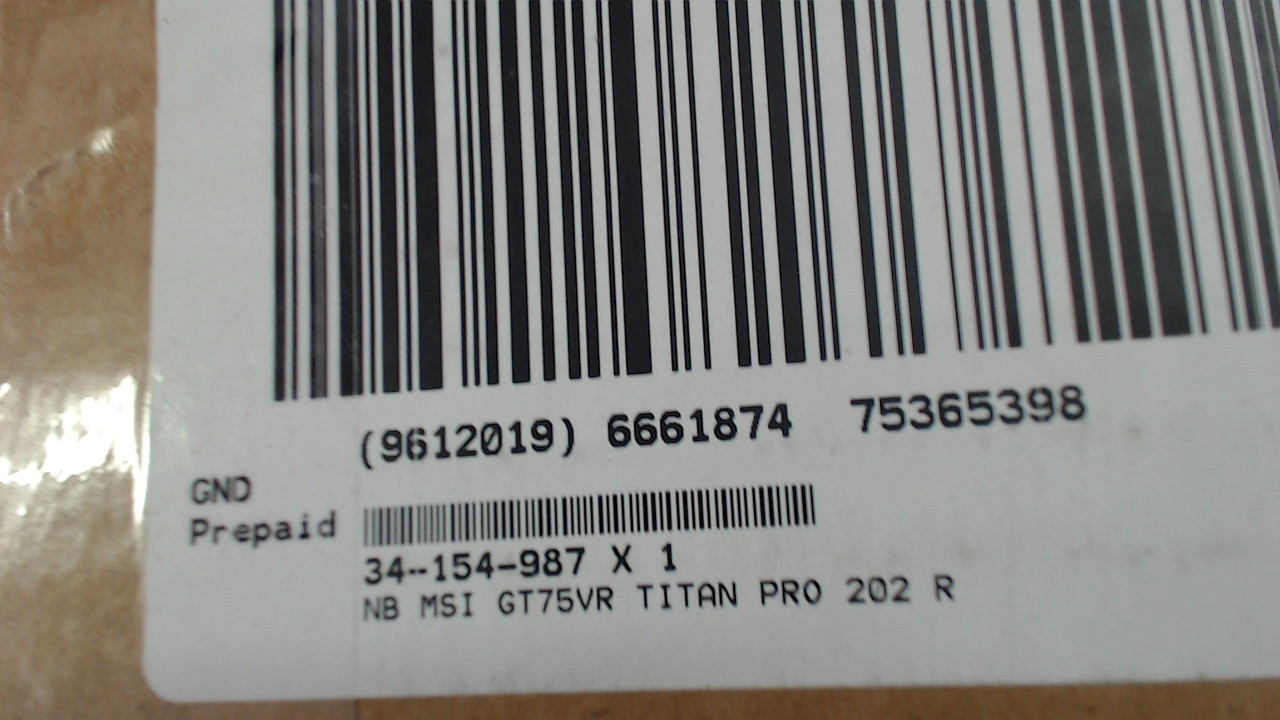 (9612019) 6661874 75365398
GND
Prepaid
34-154-987 X 1
NB MSI GT75VR TITAN PRO 202 R